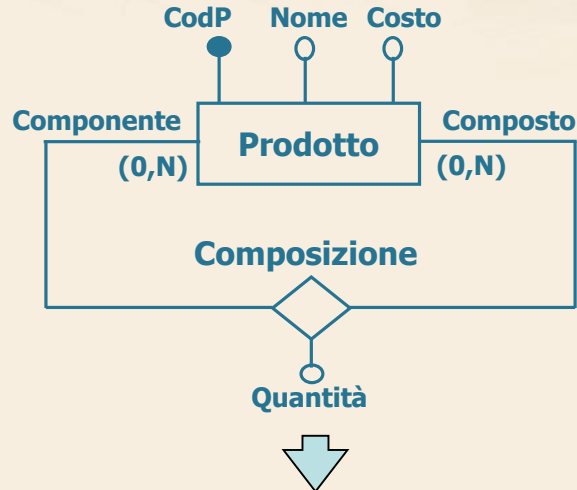 CodP Nome Costo
Componente Prodotto Composto
(0,N) (0,N)
Composizione
Quantità